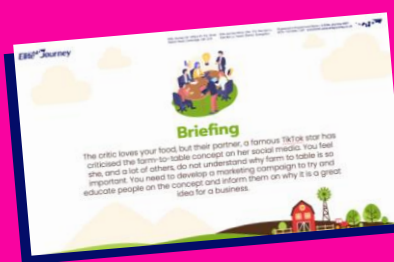 Journey
Briefing
The critic loves your food, but their partner, a famous TikTok star has
criticised the farm-to-table concept on her social media. You feel
she, and a lot of others, do not understand why farm to table is so
important. You need to develop a marketing campaign to try and
educate people on the concept and inform them on why it is a great
idea for a business.